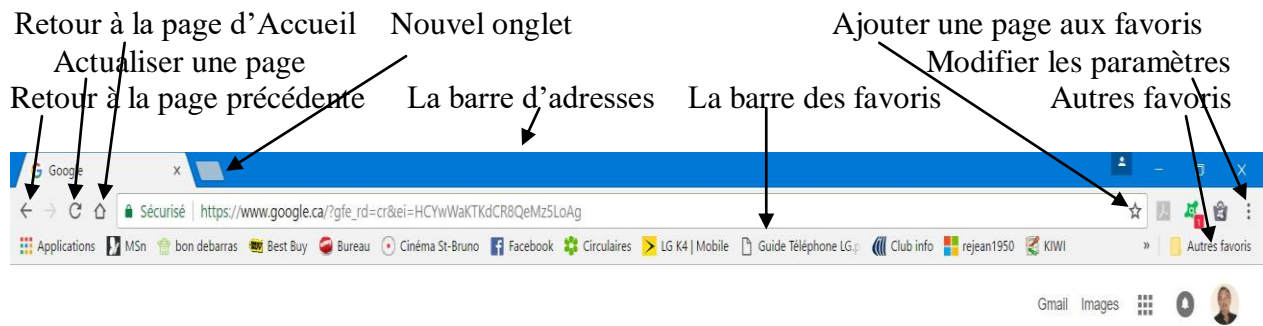 Retour à la page d’Accueil Nouvel onglet Ajouter une page aux favoris
Actualiser une page Modifier les paramètres
Retour à la page précédente La barre d’adresses La barre des favoris Autres favoris
Google x
Sécurisé https://www.google.ca/?gfe_rd=cr&ei=HCYwWaKTKdCR8QeMz5LoAg
1
Applications MSn bon debarras Best Buy Bureau Cinéma St-Bruno Facebook Circulaires LG K4 | Mobile Guide Téléphone LG Club info rejean1950 KIWI » Autres favoris
Gmail Images